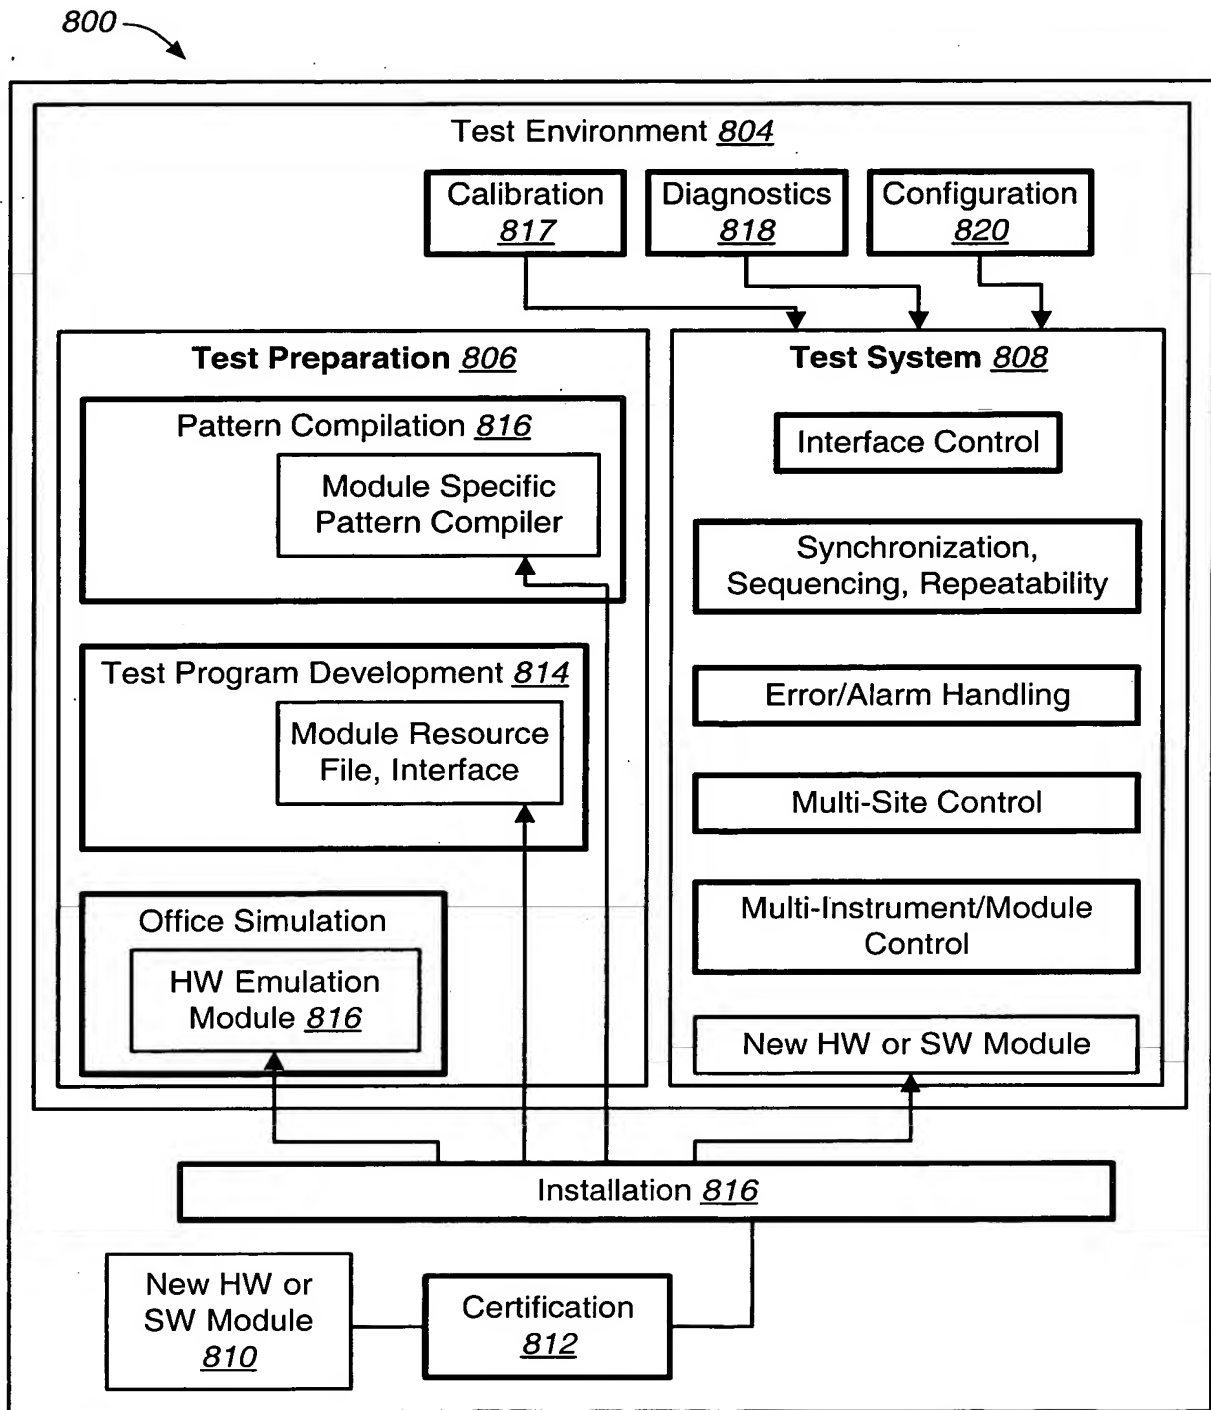 800
Test Environment 804
Calibration
817
Diagnostics
818
Configuration
820
Test Preparation 806
Pattern Compilation 816
Module Specific
Pattern Compiler
Test Program Development 814
Module Resource
File, Interface
Office Simulation
HW Emulation
Module 816
Test System 808
Interface Control
Synchronization,
Sequencing, Repeatability
Error/Alarm Handling
Multi-Site Control
Multi-Instrument/Module
Control
New HW or SW Module
Installation 816
New HW or
SW Module
810
Certification
812